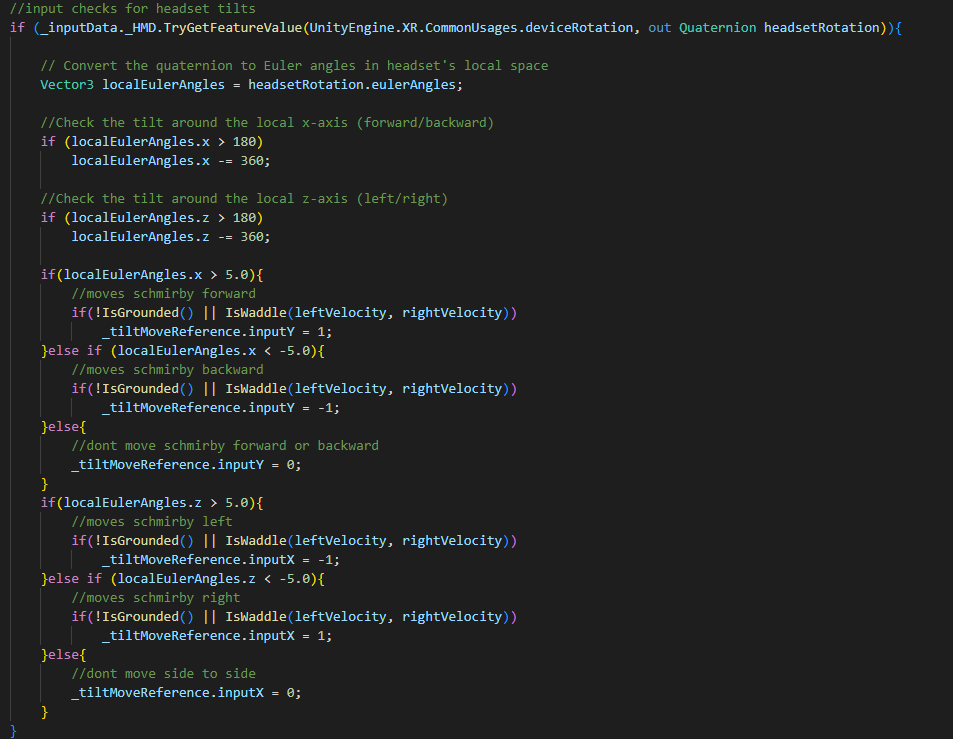 //input checks for headset tilts
if (_inputData._HMD.TryGetFeatureValue(UnityEngine.XR.CommonUsages.deviceRotation, out Quaternion headsetRotation)){
// Convert the quaternion to Euler angles in headset's local space
Vector3 localEulerAngles = headsetRotation.eulerAngles;
//Check the tilt around the local x-axis (forward/backward)
if (localEulerAngles.x > 180)
localEulerAngles.x -= 360;
//Check the tilt around the local z-axis (left/right)
if (localEulerAngles.z > 180)
localEulerAngles.z -= 360;
if(localEulerAngles.x > 5.0){
//moves schmirby forward
if(!IsGrounded() || IsWaddle(leftVelocity, rightVelocity))
_tiltMoveReference.inputY = 1;
}else if (localEulerAngles.x < -5.0){
//moves schmirby backward
if(!IsGrounded() || IsWaddle(leftVelocity, rightVelocity))
_tiltMoveReference.inputY = -1;
}else{
//dont move schmirby forward or backward
_tiltMoveReference.inputY = 0;
}
if(localEulerAngles.z > 5.0){
//moves schmirby left
if(!IsGrounded() || IsWaddle(leftVelocity, rightVelocity))
_tiltMoveReference.inputX = -1;
}else if (localEulerAngles.z < -5.0){
//moves schmirby right
if(!IsGrounded() || IsWaddle(leftVelocity, rightVelocity))
_tiltMoveReference.inputX = 1;
}else{
//dont move side to side
_tiltMoveReference.inputX = 0;
}
}